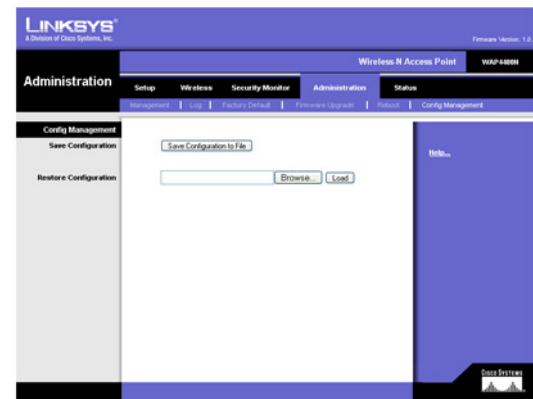 LINKSYS®
A Division of Cisco Systems, Inc.
Firmware Version: 1.0.
Wireless-N Access Point
WAP4400N
Administration
Setup
Wireless
Security Monitor
Administration
Status
Management | Log | Factory Default | Firmware Upgrade | Reboot | Config Management
Config Management
Save Configuration
Save Configuration to File
Help...
Restore Configuration
Browse...
Load
CISCO SYSTEMS